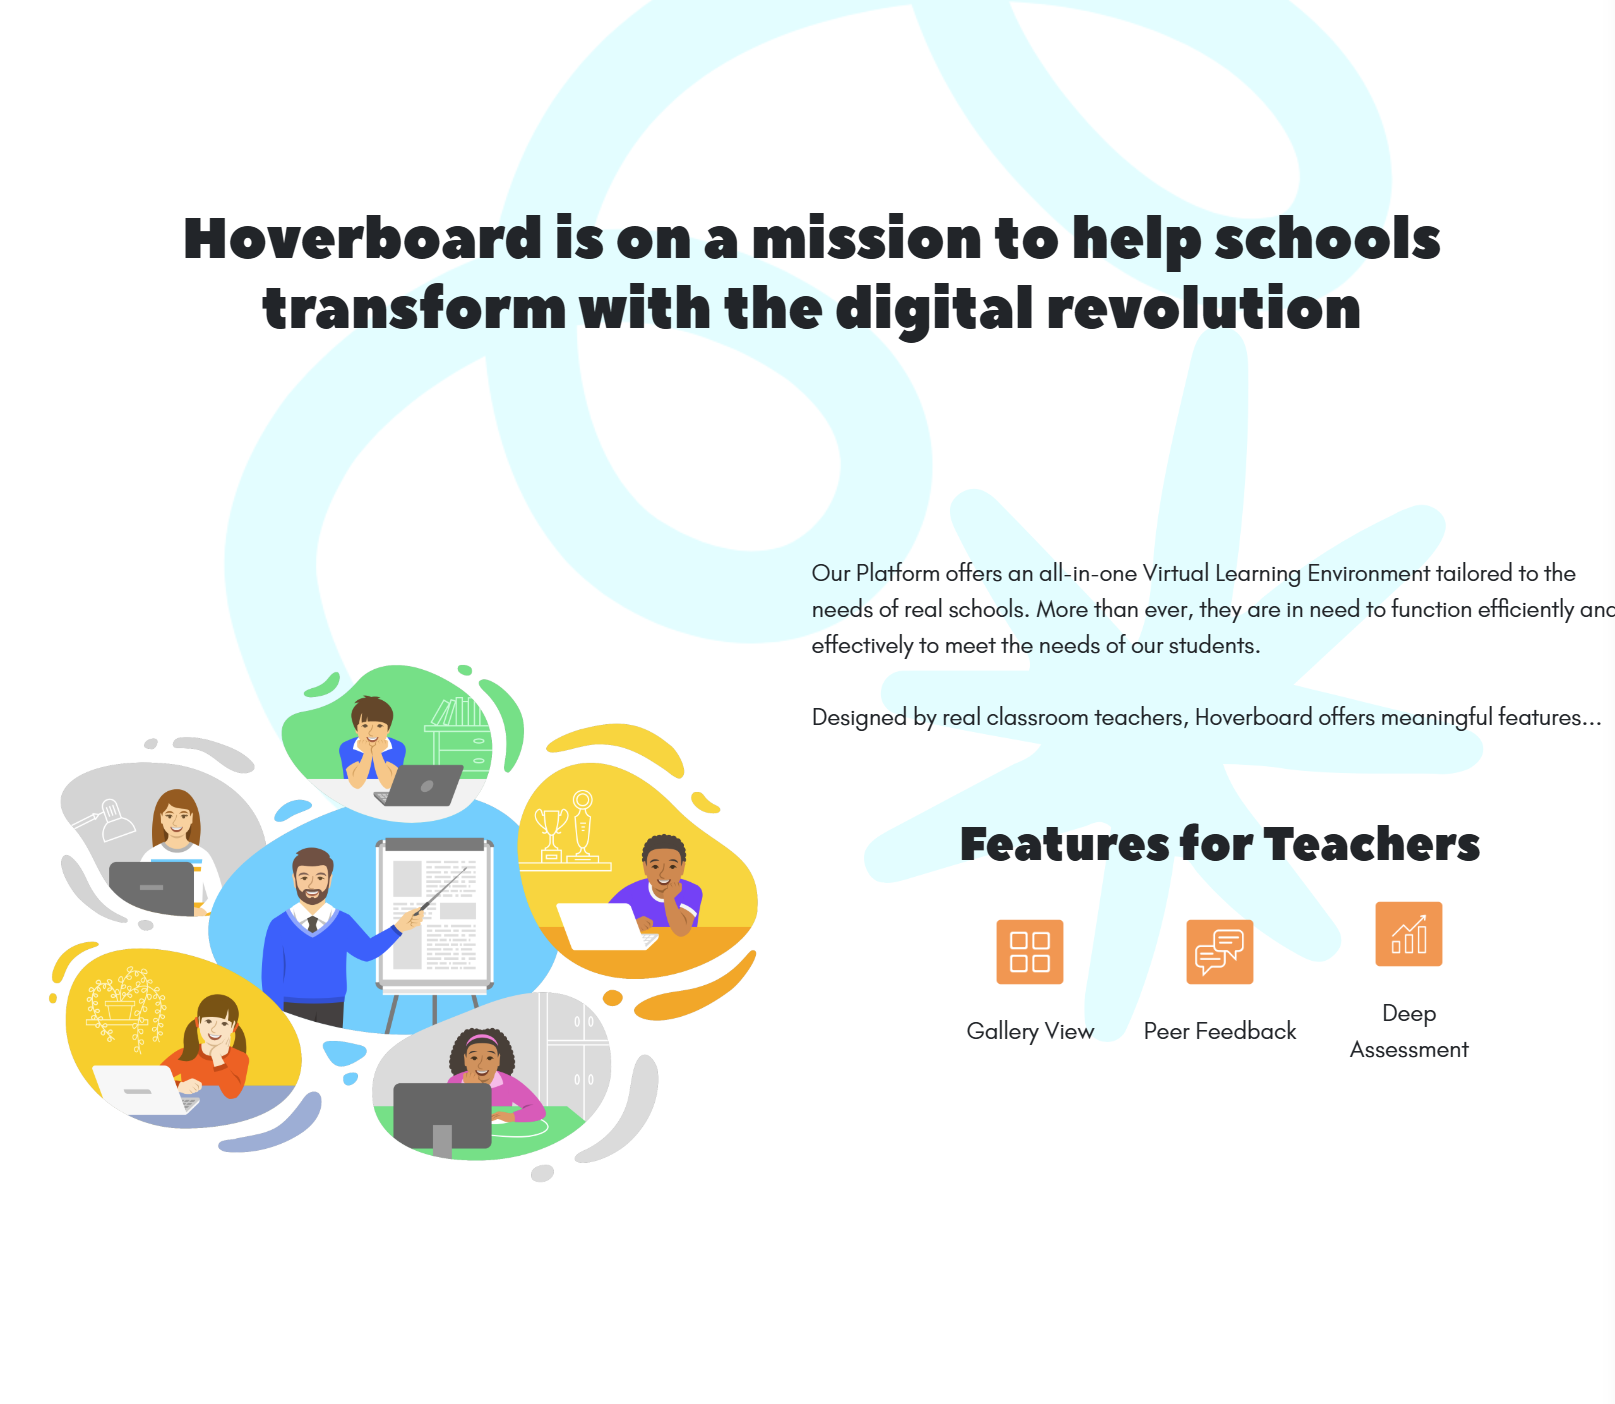 Hoverboard is on a mission to help schools
transform with the digital revolution
Our Platform offers an all-in-one Virtual Learning Environment tailored to the
needs of real schools. More than ever, they are in need to function efficiently and
effectively to meet the needs of our students.
Designed by real classroom teachers, Hoverboard offers meaningful features...
Features for Teachers
Gallery View
Peer Feedback
Deep
Assessment